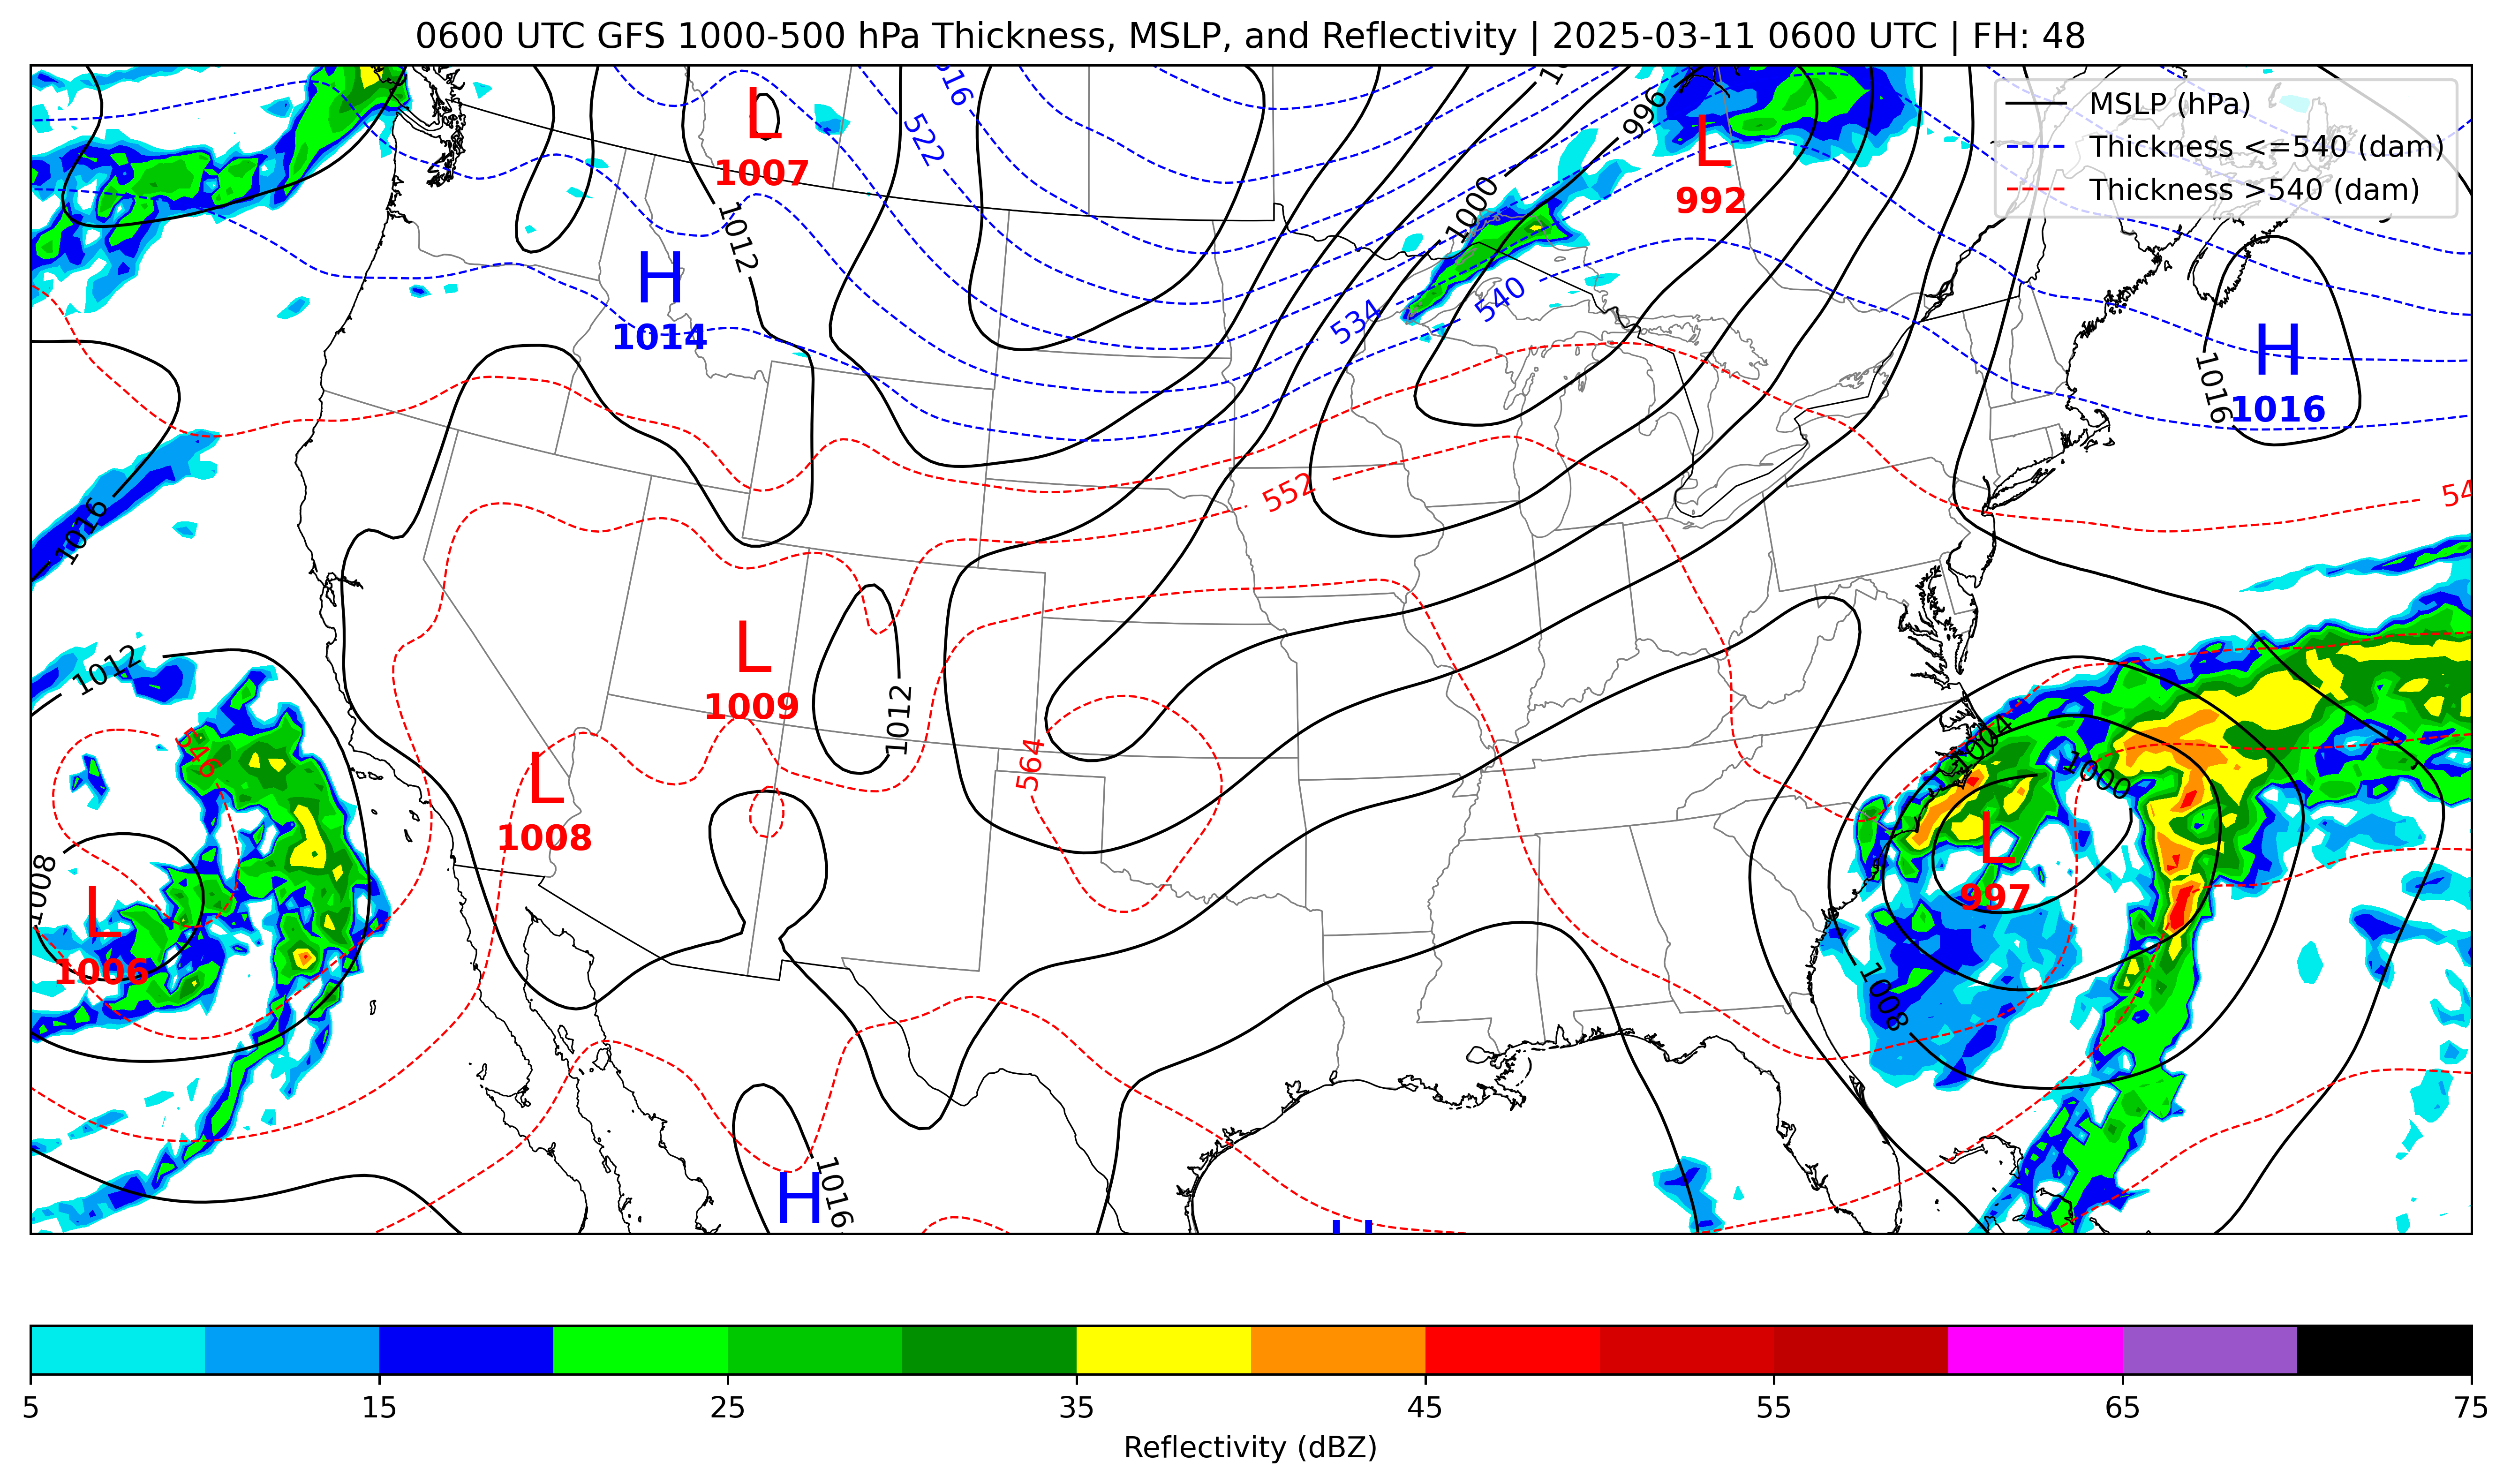 0600 UTC GFS 1000-500 hPa Thickness, MSLP, and Reflectivity | 2025-03-11 0600 UTC | FH: 48
MSLP (hPa)
Thickness <=540 (dam)
Thickness >540 (dam)
L
1007
522
996
L
992
1000
1012
H
1014
534
540
H
1016
1016
552
1016
1012
L
1009
1012
546
L
1008
564
1004
1000
L
997
1008
L
1006
1008
1016
H
5
15
25
35
45
55
65
75
Reflectivity (dBZ)